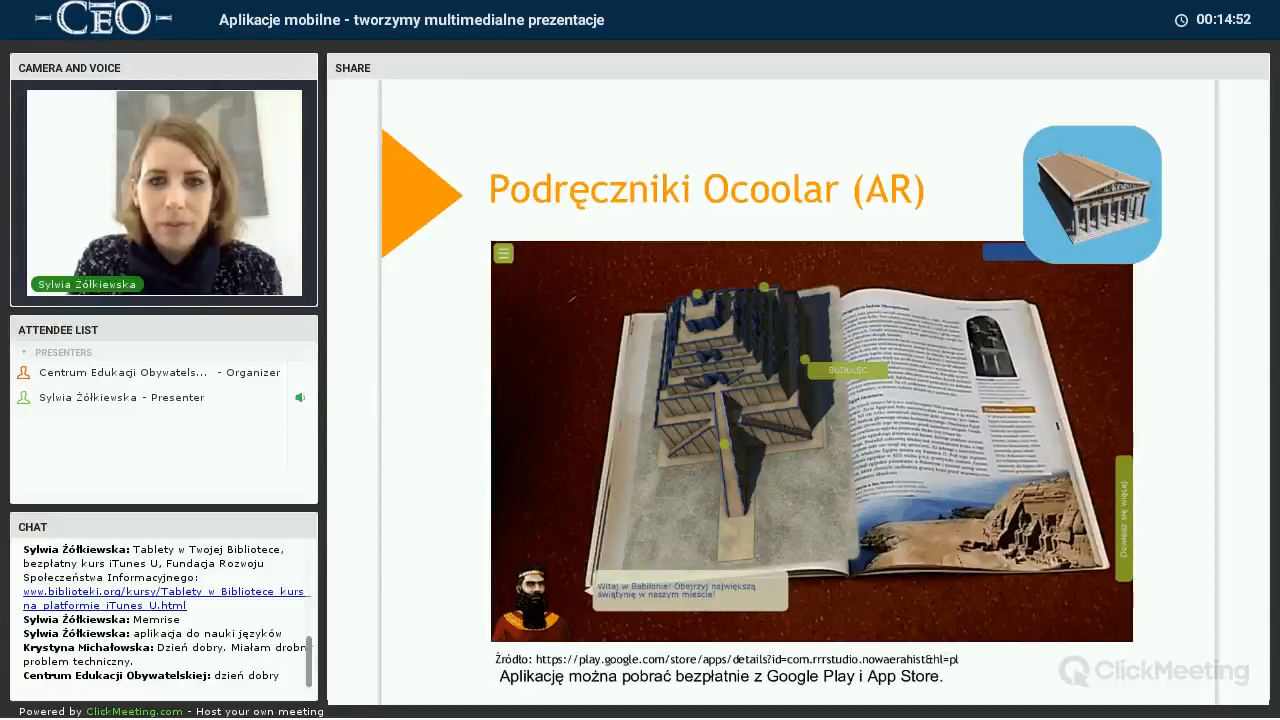 CEO
Aplikacje mobilne - tworzymy multimedialne prezentacje
00:14:52
CAMERA AND VOICE
Sylwia Żółkiewska
ATTENDEE LIST
PRESENTERS
Centrum Edukacji Obywatels... - Organizer
Sylwia Żółkiewska - Presenter
CHAT
Sylwia Żółkiewska: Tablety w Twojej Bibliotece,
bezpłatny kurs iTunes U, Fundacja Rozwoju
Społeczeństwa Informacyjnego:
www.biblioteki.org/kursy/Tablety_w_Bibliotece_kurs_
na_platformie_iTunes_U.html
Sylwia Żółkiewska: Memrise
Sylwia Żółkiewska: aplikacja do nauki języków
Krystyna Michałowska: Dzień dobry, Miałam drobn
problem techniczny.
Centrum Edukacji Obywatelskiej: dzień dobry
Powered by ClickMeeting.com - Host your own meeting
SHARE
Podręczniki Ocoolar (AR)
BUDULEC
Dowiedz się więcej
Witaj w Babilonie! Obejrzyj największą
świątynię w naszym mieście!
Źródło: https://play.google.com/store/apps/details?id=com.rrrstudio.nowaerahist&hl=pl
Aplikację można pobrać bezpłatnie z Google Play i App Store.
ClickMeeting